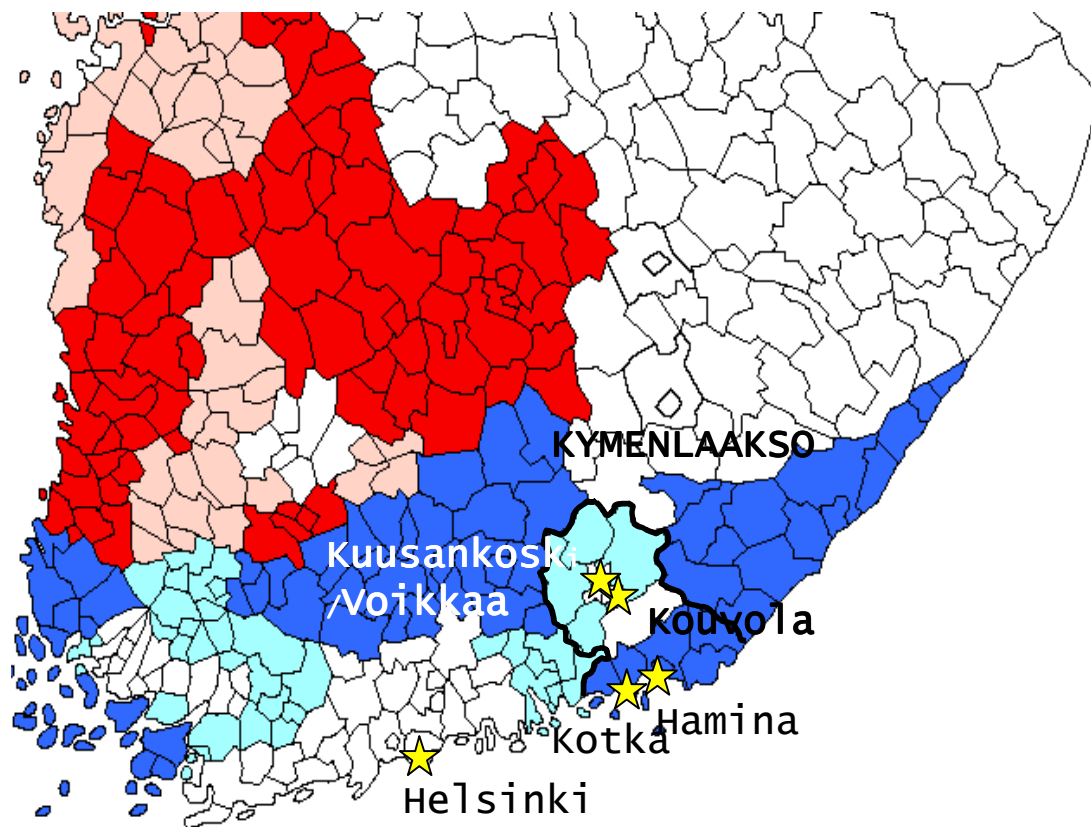 KYMENLAAKSO
Kuusankoski
/Voikkaa
Kouvola
Hamina
Kotka
Helsinki